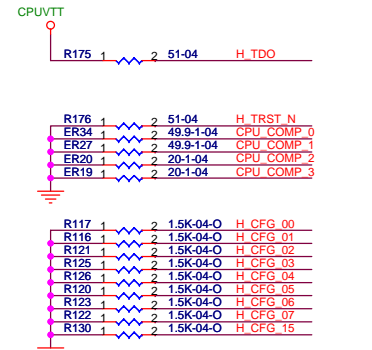 CPUVTT
R175 1 2 51-04 H_TDO
R176 1 2 51-04 H_TRST_N
ER34 1 2 49.9-1-04 CPU_COMP_0
ER27 1 2 49.9-1-04 CPU_COMP_1
ER20 1 2 20-1-04 CPU_COMP_2
ER19 1 2 20-1-04 CPU_COMP_3
R117 1 2 1.5K-04-O H_CFG_00
R116 1 2 1.5K-04-O H_CFG_01
R121 1 2 1.5K-04-O H_CFG_02
R125 1 2 1.5K-04-O H_CFG_03
R126 1 2 1.5K-04-O H_CFG_04
R120 1 2 1.5K-04-O H_CFG_05
R123 1 2 1.5K-04-O H_CFG_06
R122 1 2 1.5K-04-O H_CFG_07
R130 1 2 1.5K-04-O H_CFG_15